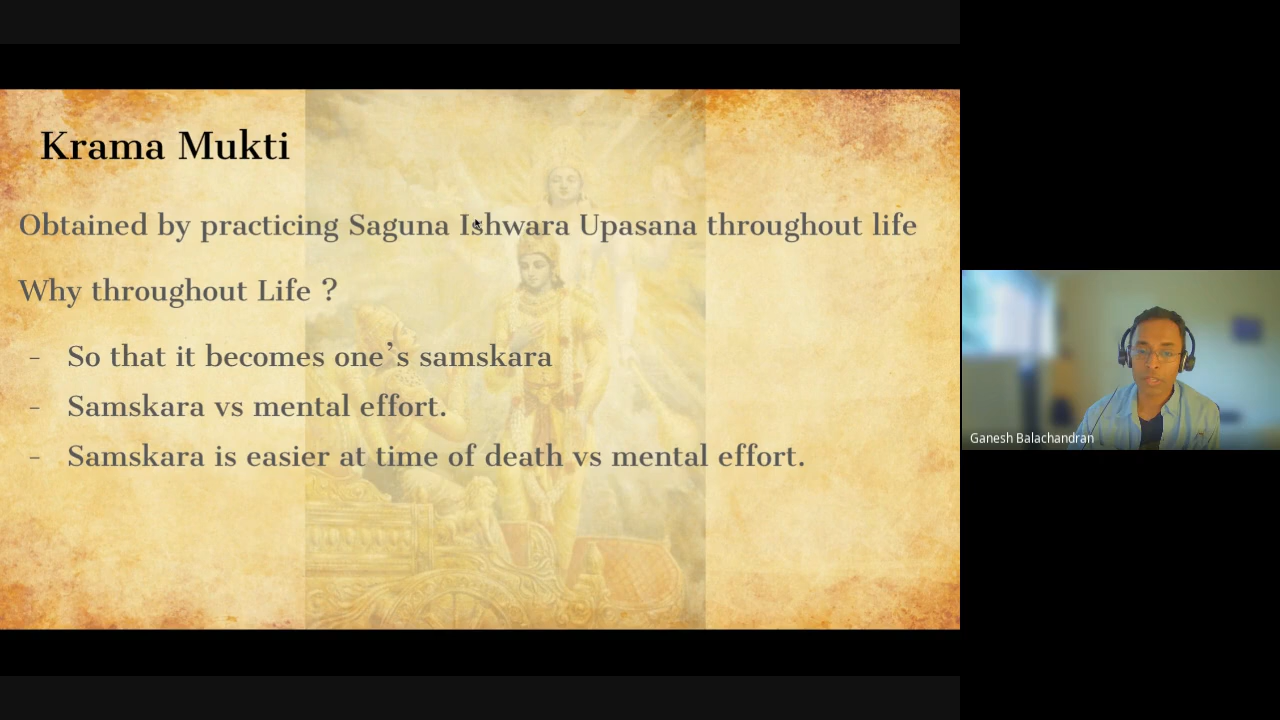 Krama Mukti
Obtained by practicing Saguna Ishwara Upasana throughout life
Why throughout Life ?
- So that it becomes one’s samskara
- Samskara vs mental effort.
- Samskara is easier at time of death vs mental effort.
Ganesh Balachandran